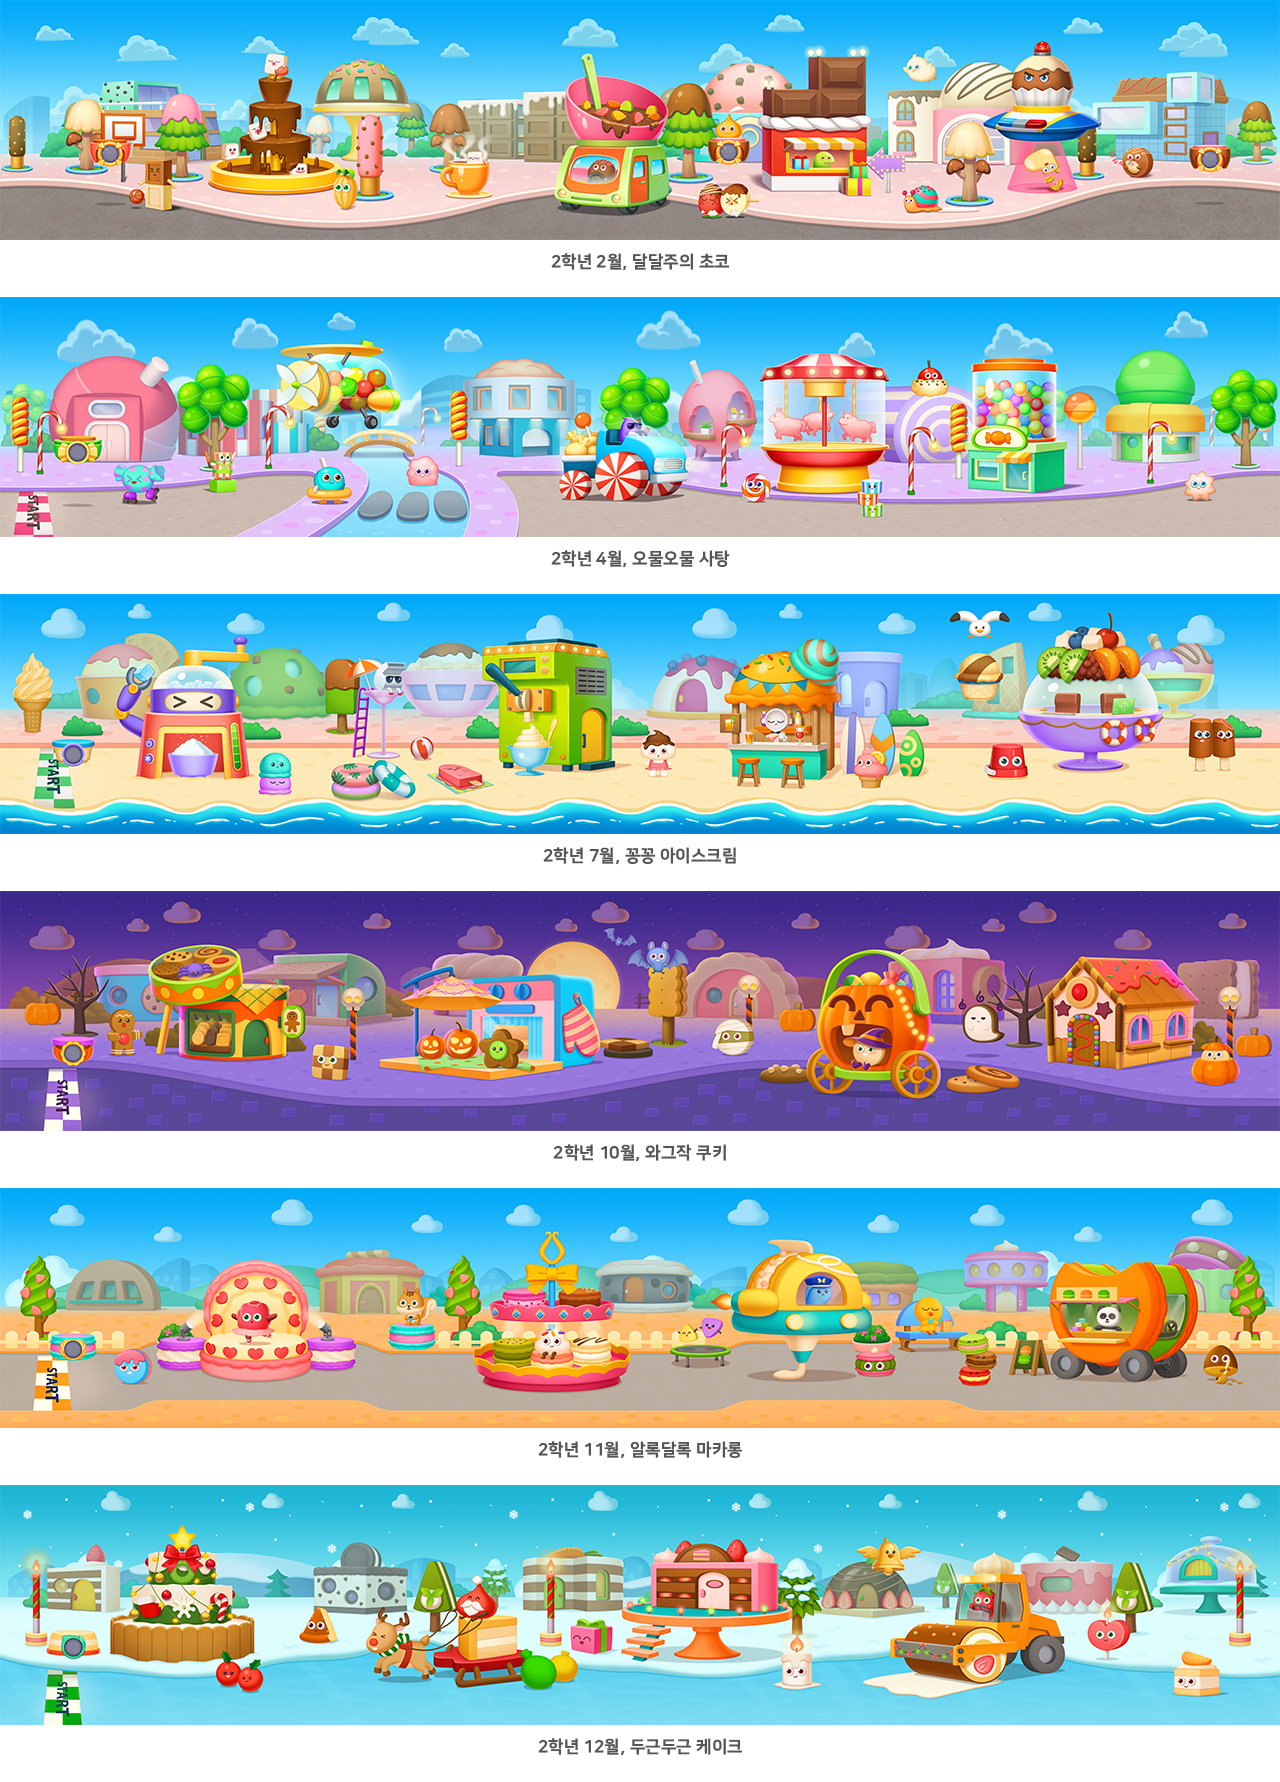 2학년 2월, 달달주의 초코
START
2학년 4월, 오물오물 사탕
START
2학년 7월, 꽁꽁 아이스크림
START
2학년 10월, 와그작 쿠키
START
2학년 11월, 알록달록 마카롱
START
2학년 12월, 두근두근 케이크